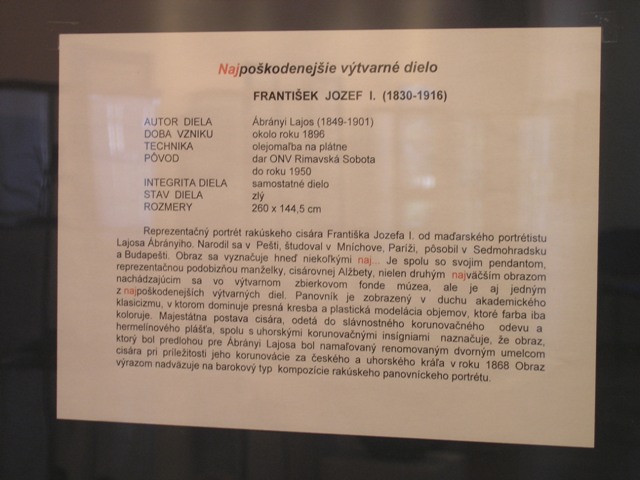 Najpoškodenejšie výtvarné dielo
FRANTIŠEK JOZEF I. (1830-1916)
AUTOR DIELA Ábrányi Lajos (1849-1901)
DOBA VZNIKU okolo roku 1896
TECHNIKA olejomaľba na plátne
PÔVOD dar ONV Rimavská Sobota
do roku 1950
INTEGRITA DIELA samostatné dielo
STAV DIELA zlý
ROZMERY 260 x 144,5 cm
Reprezentačný portrét rakúskeho cisára Františka Jozefa I. od maďarského portrétistu
Lajosa Ábrányiho. Narodil sa v Pešti, študoval v Mníchove, Paríži, pôsobil v Sedmohradsku
a Budapešti. Obraz sa vyznačuje hneď niekoľkými naj... Je spolu so svojim pendantom,
reprezentačnou podobizňou manželky, cisárovnej Alžbety, nielen druhým najväčším obrazom
nachádzajúcim sa vo výtvarnom zbierkovom fonde múzea, ale je aj jedným
z najpoškodenejších výtvarných diel. Panovník je zobrazený v duchu akademického
klasicizmu, v ktorom dominuje presná kresba a plastická modelácia objemov, ktoré farba iba
koloruje. Majestátna postava cisára, odetá do slávnostného korunovačného odevu a
hermelínového plášťa, spolu s uhorskými korunovačnými insígniami naznačuje, že obraz,
ktorý bol predlohou pre Ábrányi Lajosa bol namaľovaný renomovaným dvorným umelcom
cisára pri príležitosti jeho korunovácie za českého a uhorského kráľa v roku 1868 Obraz
výrazom nadväzuje na barokový typ kompozície rakúskeho panovníckeho portrétu.